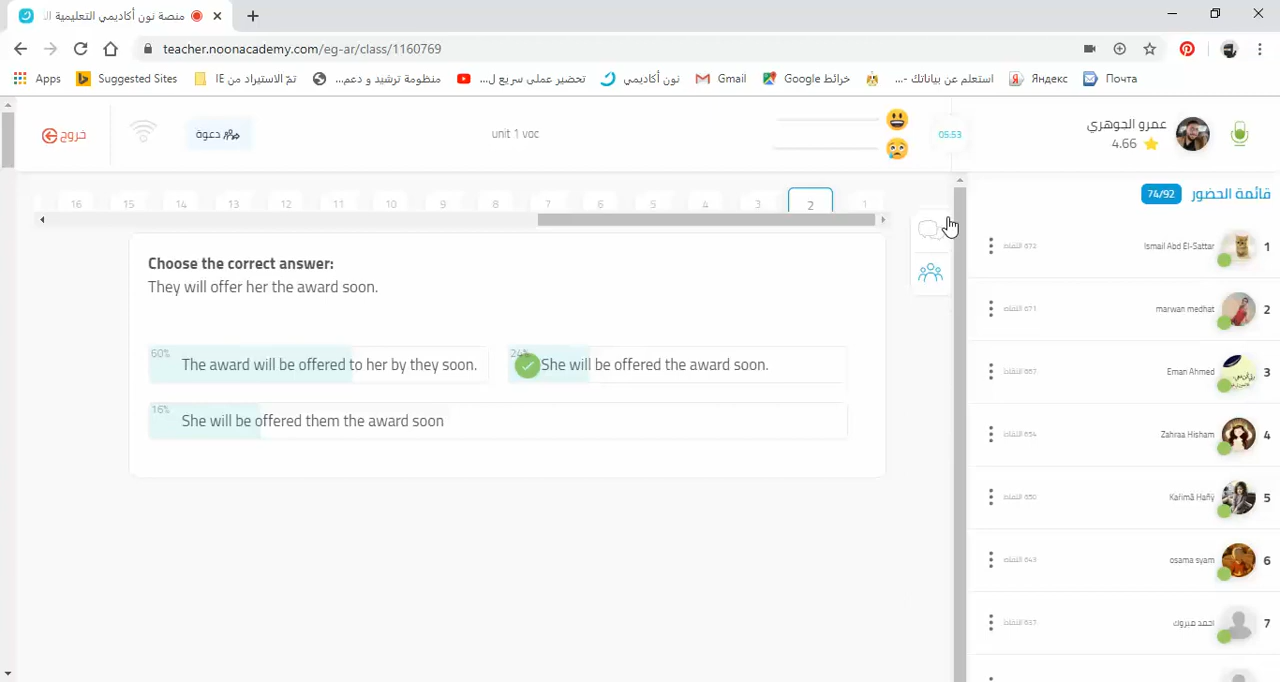 منصة نون أكاديمي التعليمية ال
teacher.noonacademy.com/eg-ar/class/1160769
Apps
Suggested Sites
تمّ الاستيراد من IE
منظومة ترشيد و دعم...
تحضير عملى سريع ل...
نون أكاديمي
Gmail
خرائط Google
استعلم عن بياناتك -...
Яндекс
Почта
خروج
دعوة
unit 1 voc
05:53
عمرو الجوهري
4.66
16 15 14 13 12 11 10 9 8 7 6 5 4 3 2 1
Choose the correct answer:
They will offer her the award soon.
60%
The award will be offered to her by they soon.
24%
She will be offered the award soon.
16%
She will be offered them the award soon
قائمة الحضور
74/92
1
Ismail Abd El-Sattar
2
marwan medhat
3
Eman Ahmed
4
Zahraa Hisham
5
Karimã Hañÿ
6
osama syam
7
احمد مبروك